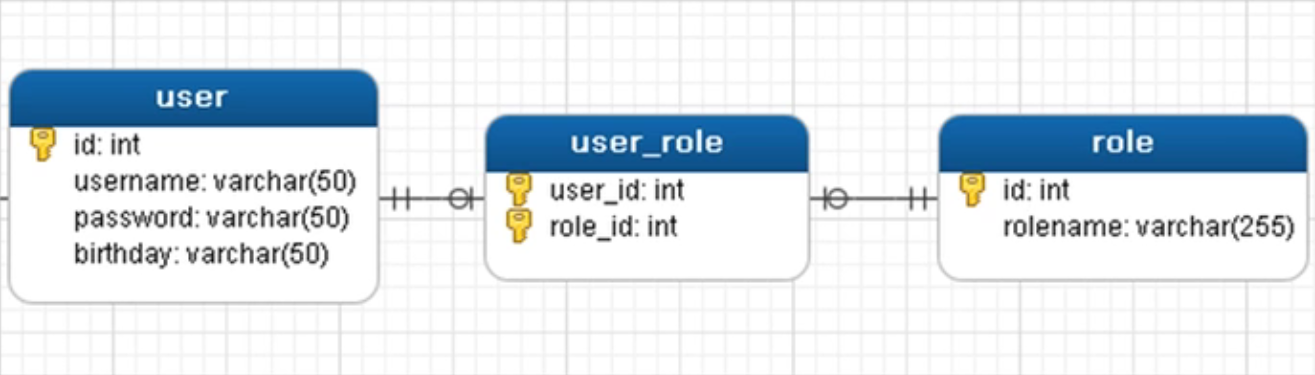 user
id: int
username: varchar(50)
password: varchar(50)
birthday: varchar(50)
user_role
user_id: int
role_id: int
role
id: int
rolename: varchar(255)